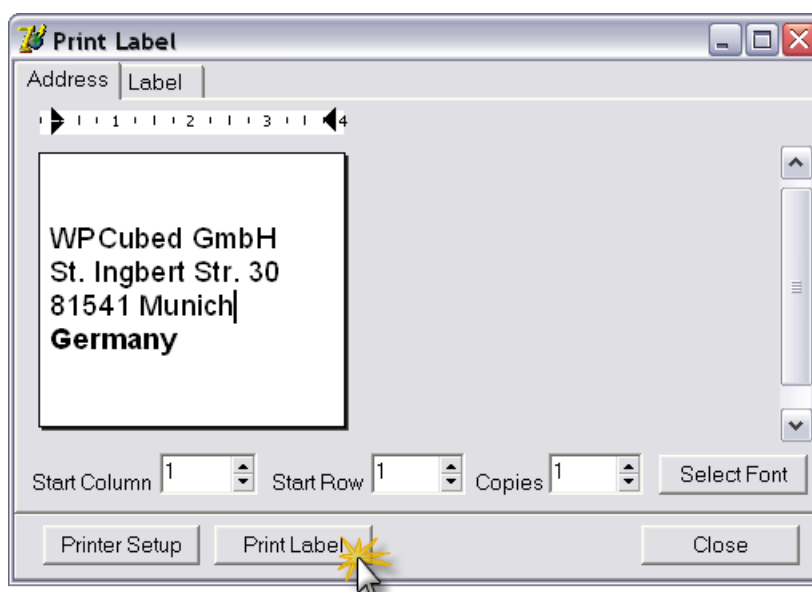 Print Label
Address Label
1 2 3 4
WPCubed GmbH
St. Ingbert Str. 30
81541 Munich
Germany
Start Column 1 Start Row 1 Copies 1 Select Font
Printer Setup Print Label Close